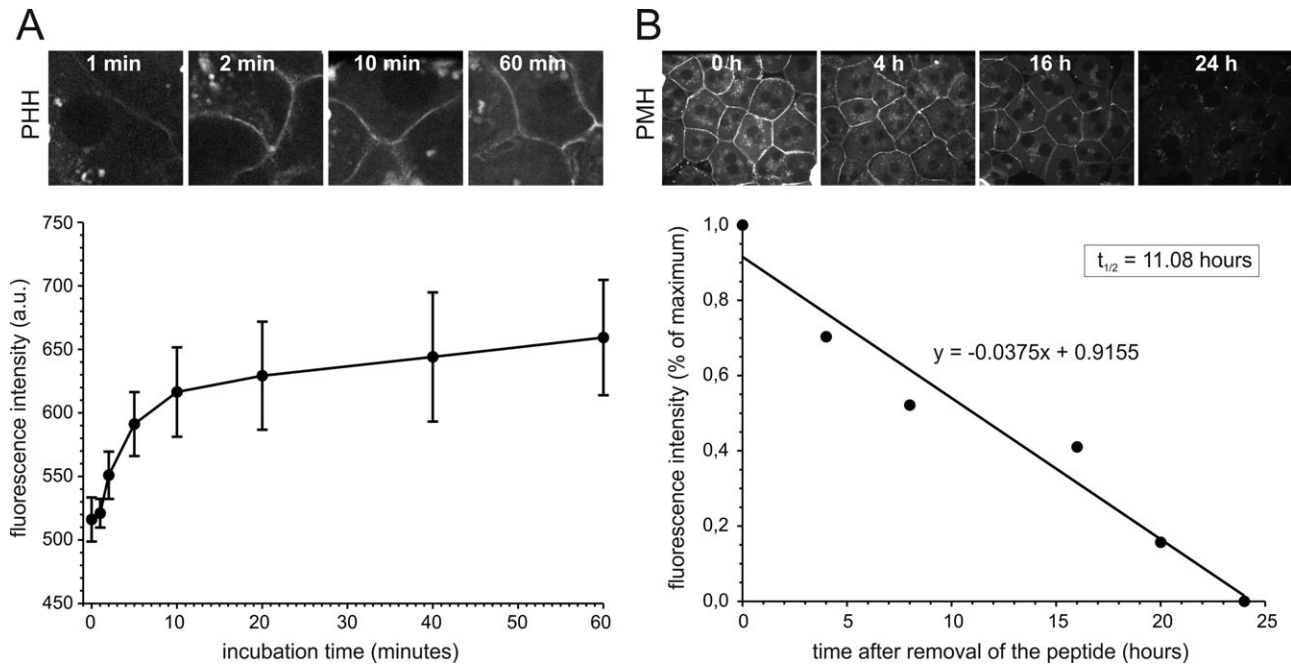 A
1 min 2 min 10 min 60 min
PHH
750
700
650
600
550
500
450
fluorescence intensity (a.u.)
0 10 20 30 40 50 60
incubation time (minutes)
B
0 h 4 h 16 h 24 h
PMH
1,0
0,8
0,6
0,4
0,2
0,0
fluorescence intensity (% of maximum)
t1/2 = 11.08 hours
y = -0.0375x + 0.9155
0 5 10 15 20 25
time after removal of the peptide (hours)